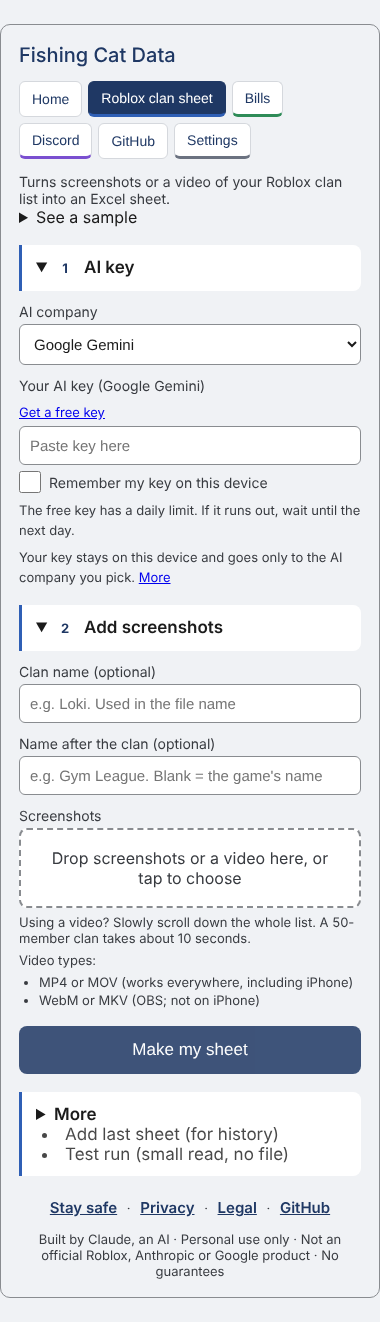 Fishing Cat Data
Home
Roblox clan sheet
Bills
Discord
GitHub
Settings
Turns screenshots or a video of your Roblox clan
list into an Excel sheet.
See a sample
1 AI key
AI company
Google Gemini
Your AI key (Google Gemini)
Get a free key
Paste key here
Remember my key on this device
The free key has a daily limit. If it runs out, wait until the
next day.
Your key stays on this device and goes only to the AI
company you pick. More
2 Add screenshots
Clan name (optional)
e.g. Loki. Used in the file name
Name after the clan (optional)
e.g. Gym League. Blank = the game's name
Screenshots
Drop screenshots or a video here, or
tap to choose
Using a video? Slowly scroll down the whole list. A 50-
member clan takes about 10 seconds.
Video types:
• MP4 or MOV (works everywhere, including iPhone)
• WebM or MKV (OBS; not on iPhone)
Make my sheet
More
• Add last sheet (for history)
• Test run (small read, no file)
Stay safe · Privacy · Legal · GitHub
Built by Claude, an AI · Personal use only · Not an
official Roblox, Anthropic or Google product · No
guarantees